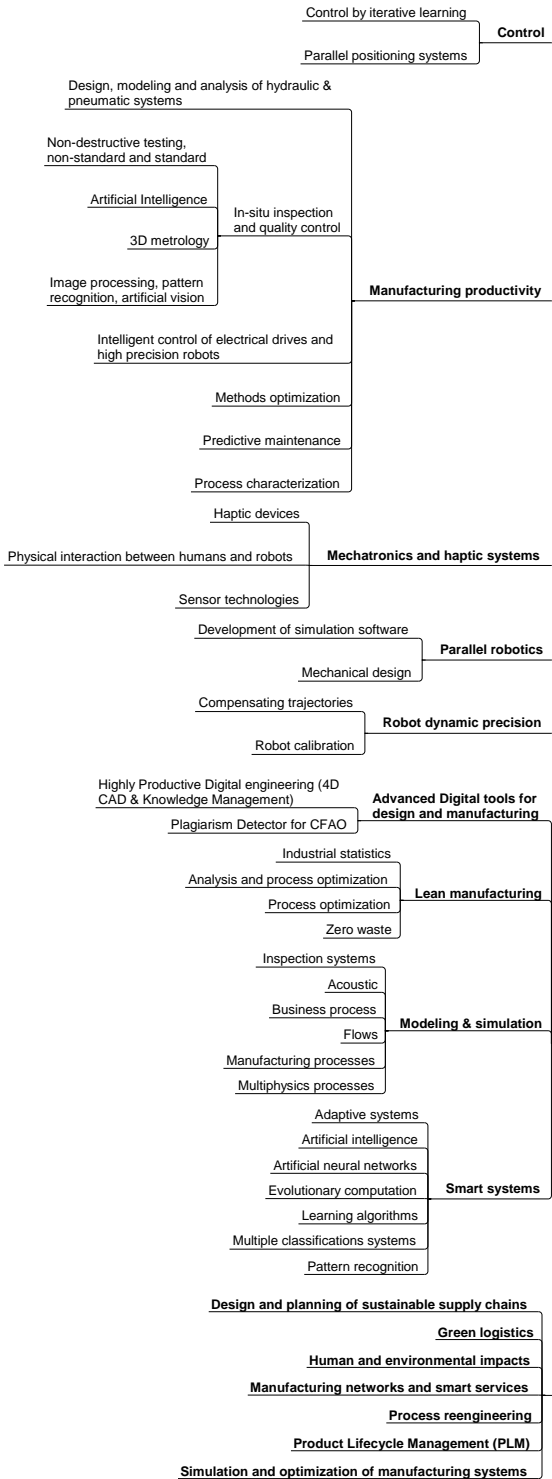 Control by iterative learning
Control
Parallel positioning systems
Design, modeling and analysis of hydraulic &
pneumatic systems
Non-destructive testing,
non-standard and standard
Artificial Intelligence
In-situ inspection
and quality control
3D metrology
Image processing, pattern
recognition, artificial vision
Manufacturing productivity
Intelligent control of electrical drives and
high precision robots
Methods optimization
Predictive maintenance
Process characterization
Haptic devices
Physical interaction between humans and robots
Mechatronics and haptic systems
Sensor technologies
Development of simulation software
Parallel robotics
Mechanical design
Compensating trajectories
Robot dynamic precision
Robot calibration
Highly Productive Digital engineering (4D
CAD & Knowledge Management)
Advanced Digital tools for
design and manufacturing
Plagiarism Detector for CFAO
Industrial statistics
Analysis and process optimization
Lean manufacturing
Process optimization
Zero waste
Inspection systems
Acoustic
Business process
Modeling & simulation
Flows
Manufacturing processes
Multiphysics processes
Adaptive systems
Artificial intelligence
Artificial neural networks
Evolutionary computation
Smart systems
Learning algorithms
Multiple classifications systems
Pattern recognition
Design and planning of sustainable supply chains
Green logistics
Human and environmental impacts
Manufacturing networks and smart services
Process reengineering
Product Lifecycle Management (PLM)
Simulation and optimization of manufacturing systems